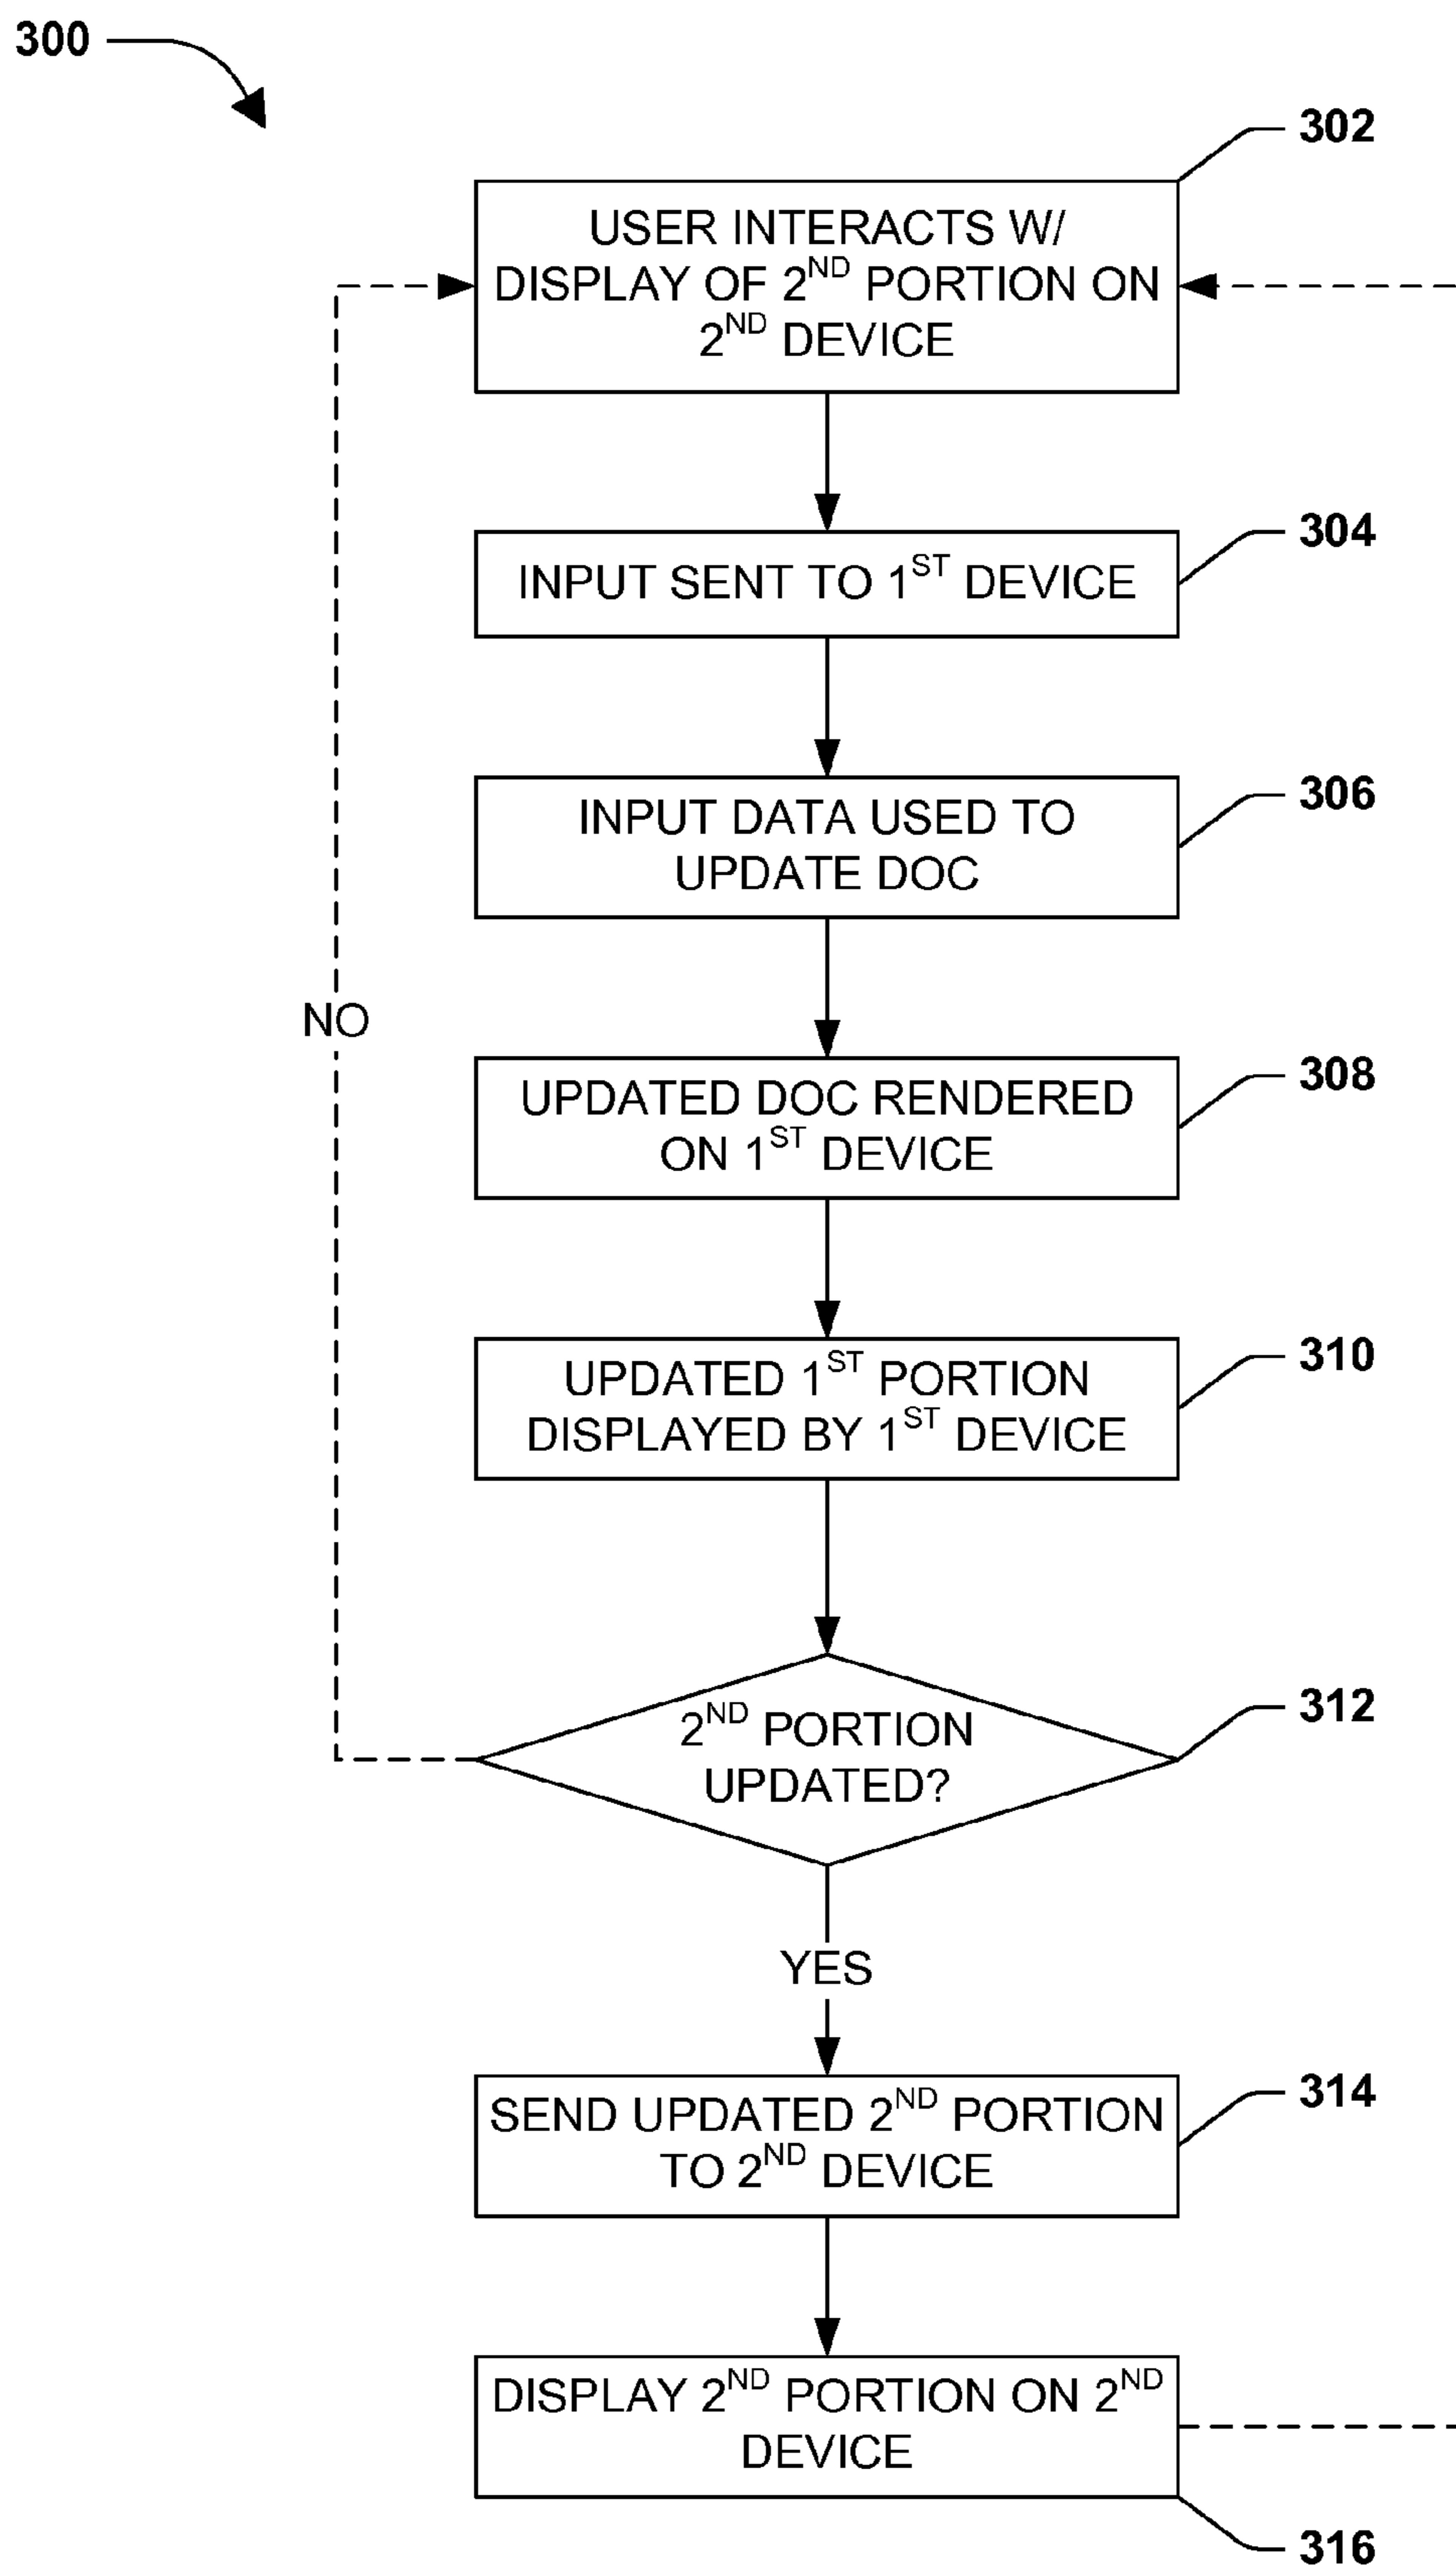 300
302
USER INTERACTS W/
DISPLAY OF 2ND PORTION ON
2ND DEVICE
304
INPUT SENT TO 1ST DEVICE
306
INPUT DATA USED TO
UPDATE DOC
NO
308
UPDATED DOC RENDERED
ON 1ST DEVICE
310
UPDATED 1ST PORTION
DISPLAYED BY 1ST DEVICE
312
2ND PORTION
UPDATED?
YES
314
SEND UPDATED 2ND PORTION
TO 2ND DEVICE
DISPLAY 2ND PORTION ON 2ND
DEVICE
316